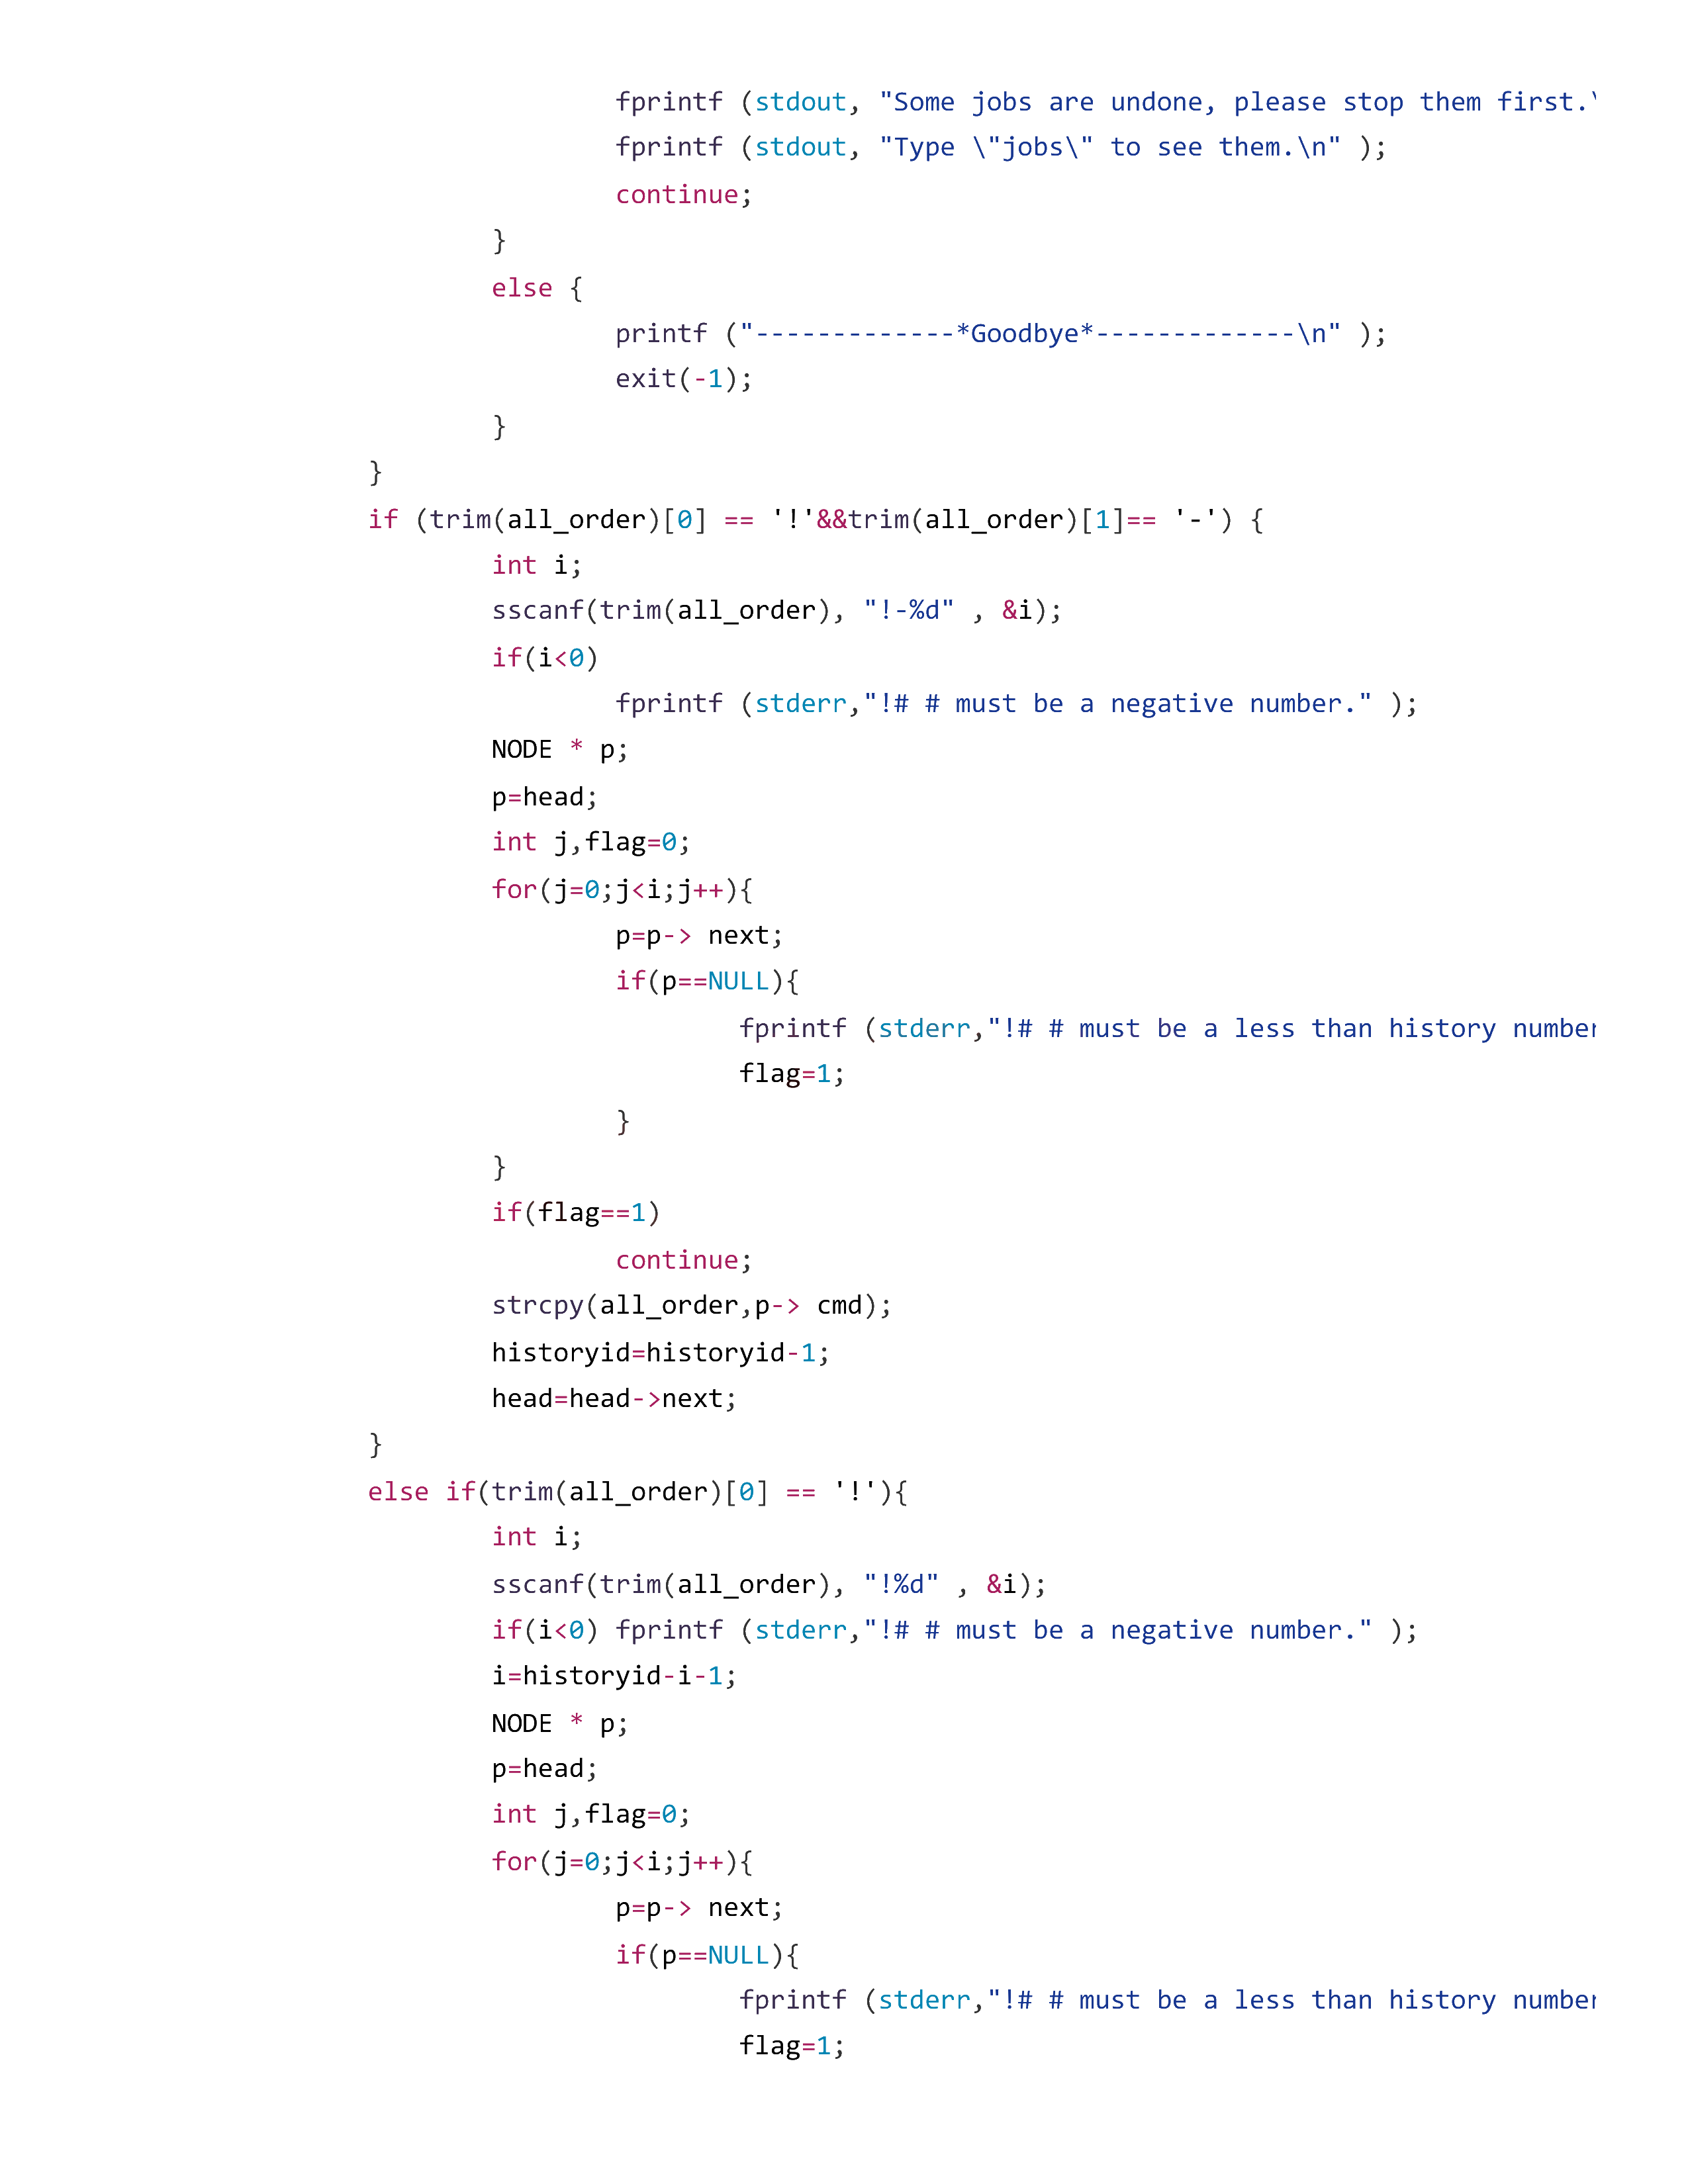 fprintf (stdout, "Some jobs are undone, please stop them first.\
fprintf (stdout, "Type \"jobs\" to see them.\n" );
continue;
}
else {
printf ("-------------*Goodbye*-------------\n" );
exit(-1);
}
}
if (trim(all_order)[0] == '!'&&trim(all_order)[1]== '-') {
int i;
sscanf(trim(all_order), "!-%d" , &i);
if(i<0)
fprintf (stderr,"!# # must be a negative number." );
NODE * p;
p=head;
int j,flag=0;
for(j=0;j<i;j++){
p=p-> next;
if(p==NULL){
fprintf (stderr,"!# # must be a less than history number
flag=1;
}
}
if(flag==1)
continue;
strcpy(all_order,p-> cmd);
historyid=historyid-1;
head=head->next;
}
else if(trim(all_order)[0] == '!'){
int i;
sscanf(trim(all_order), "!%d" , &i);
if(i<0) fprintf (stderr,"!# # must be a negative number." );
i=historyid-i-1;
NODE * p;
p=head;
int j,flag=0;
for(j=0;j<i;j++){
p=p-> next;
if(p==NULL){
fprintf (stderr,"!# # must be a less than history number
flag=1;